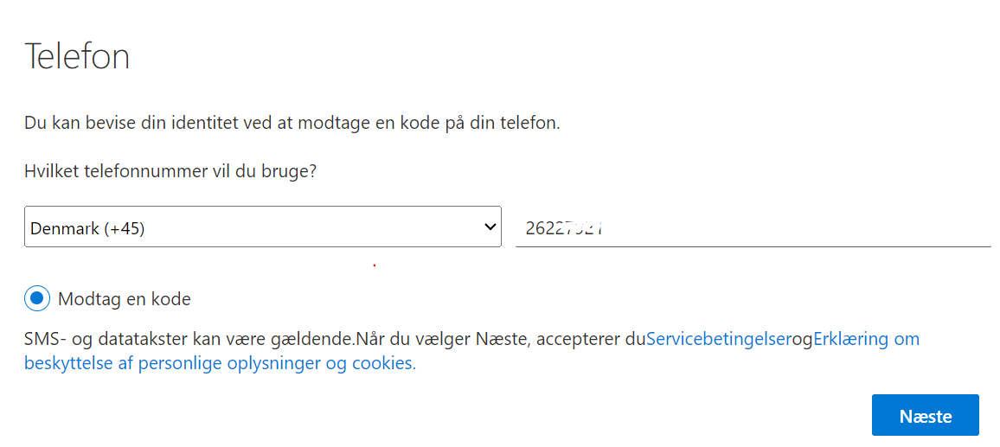 Telefon
Du kan bevise din identitet ved at modtage en kode på din telefon.
Hvilket telefonnummer vil du bruge?
Denmark (+45)
Modtag en kode
SMS- og datatakster kan være gældende.Når du vælger Næste, accepterer duServicebetingelserogErklæring om
beskyttelse af personlige oplysninger og cookies.
Næste